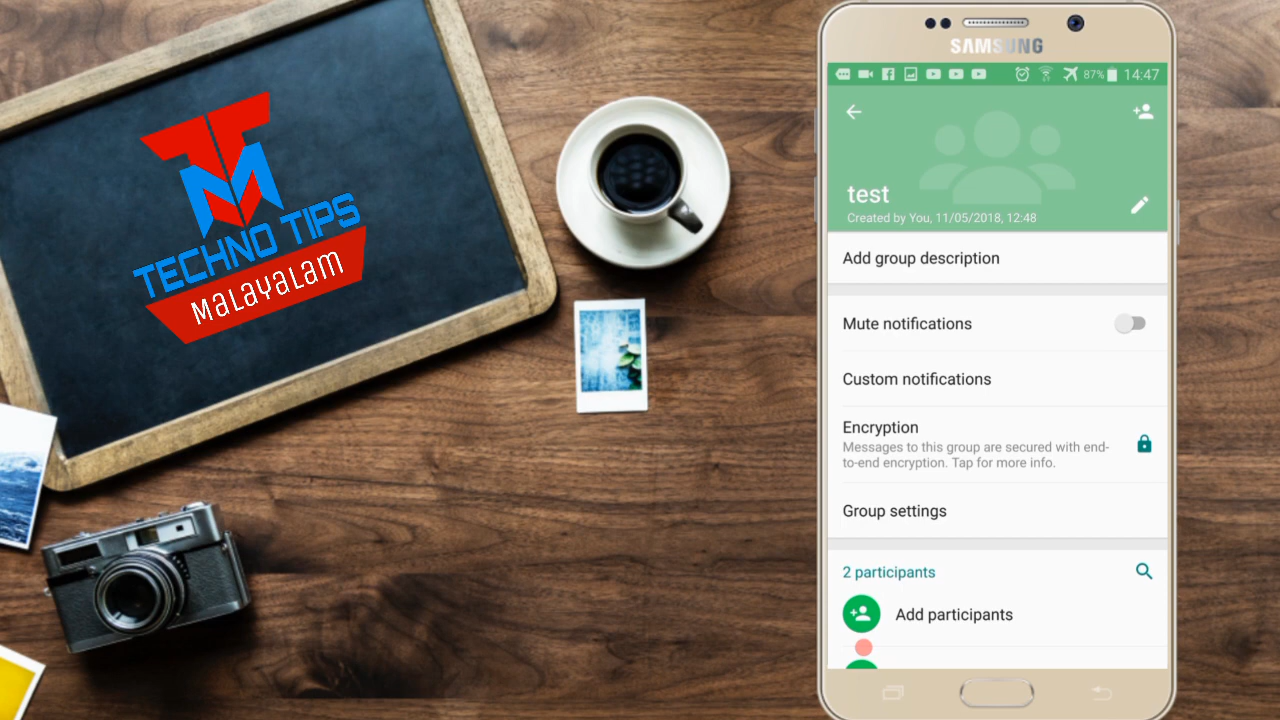 TECHNO TIPS
Malayalam
SAMSUNG
87% 14:47
test
Created by You, 11/05/2018, 12:48
Add group description
Mute notifications
Custom notifications
Encryption
Messages to this group are secured with end-
to-end encryption. Tap for more info.
Group settings
2 participants
Add participants